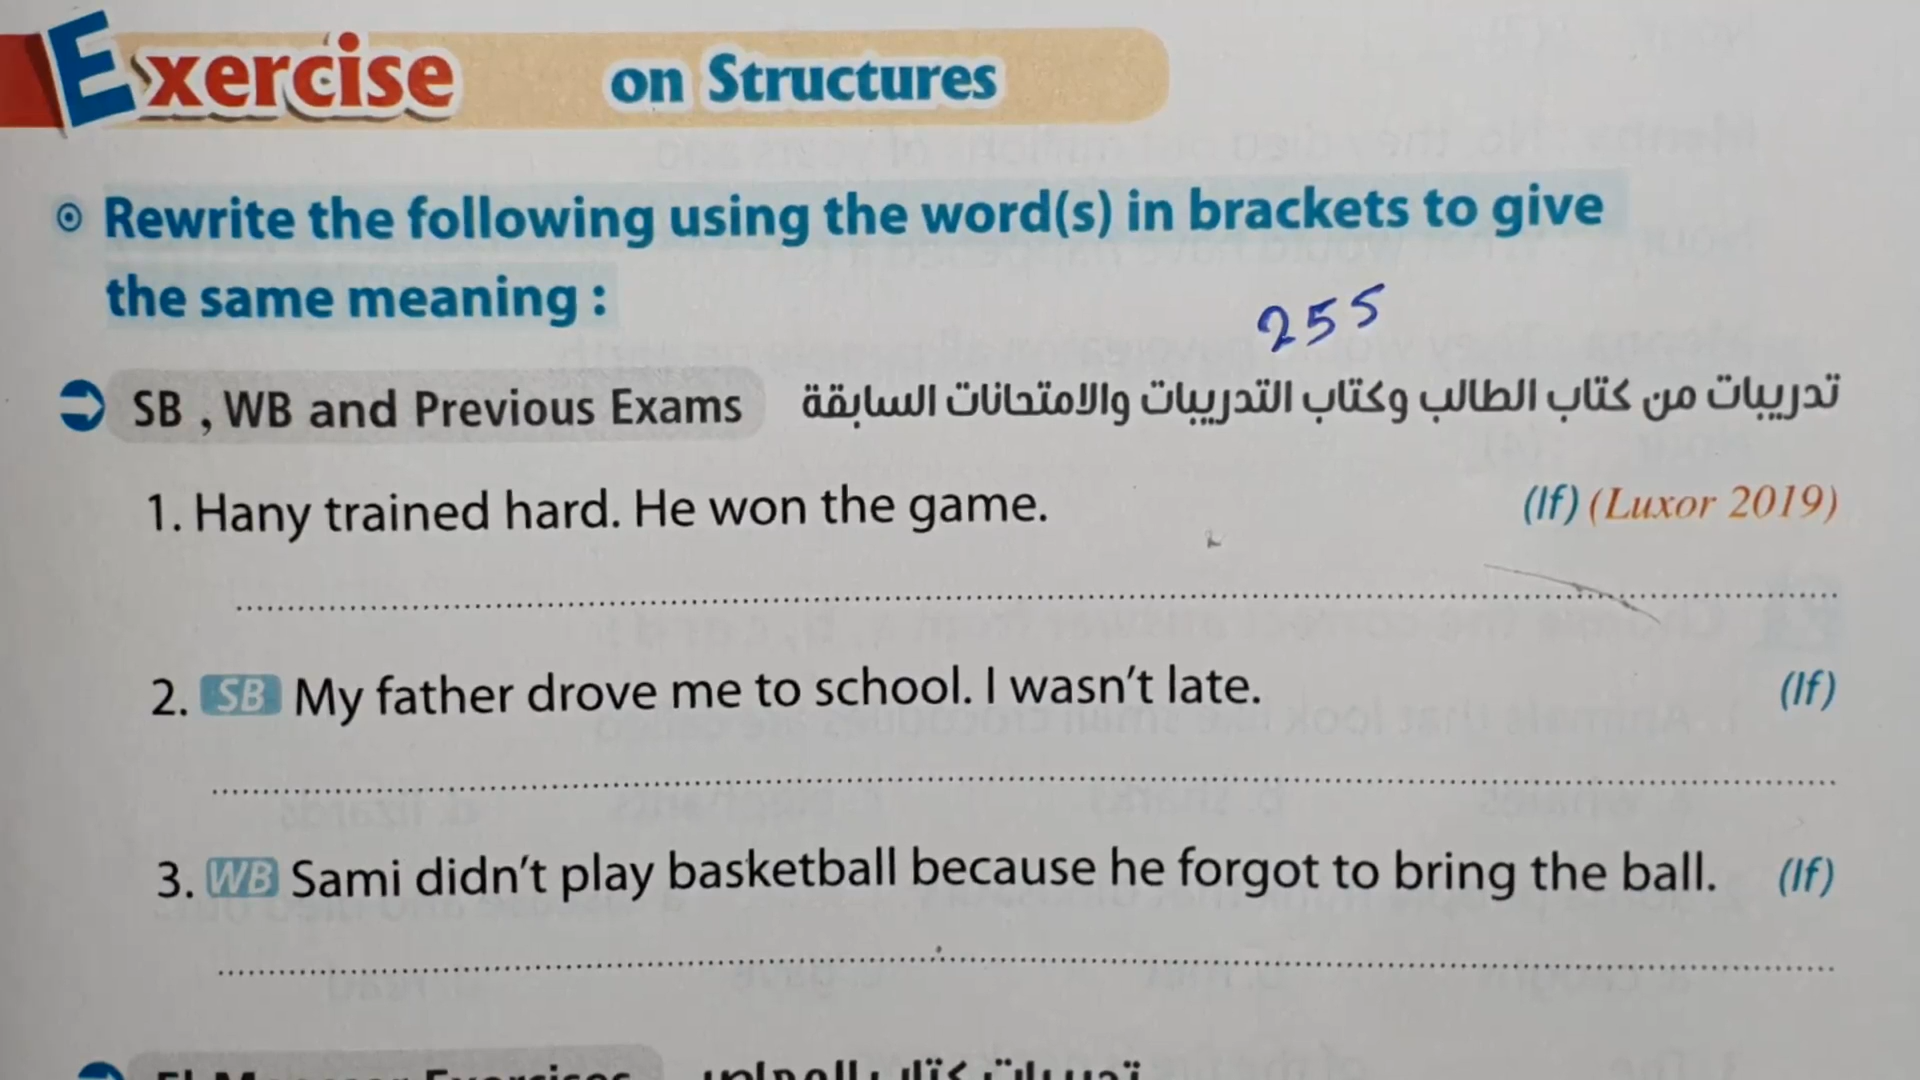 Exercise on Structures
Rewrite the following using the word(s) in brackets to give
the same meaning :
255
SB , WB and Previous Exams تدريبات من كتاب الطالب وكتاب التدريبات والامتحانات السابقة
1. Hany trained hard. He won the game. (If) (Luxor 2019)
2. SB My father drove me to school. I wasn't late. (If)
3. WB Sami didn't play basketball because he forgot to bring the ball. (If)